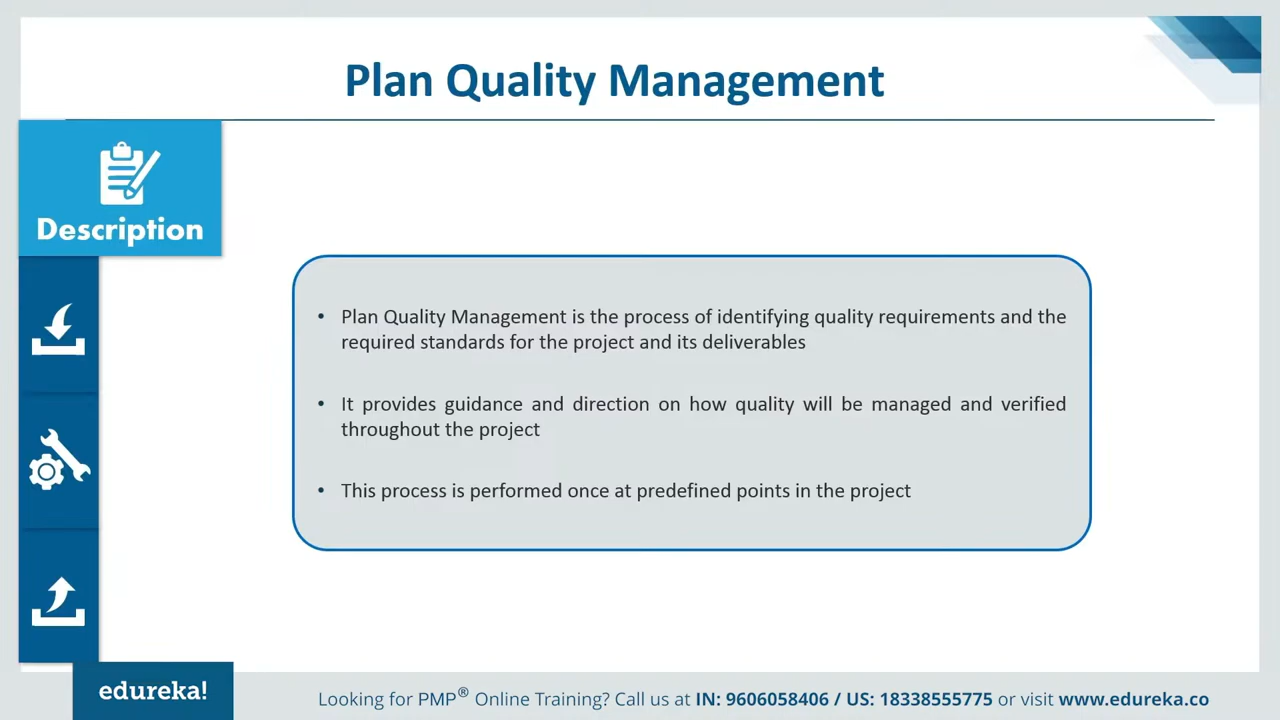 Plan Quality Management
Description
• Plan Quality Management is the process of identifying quality requirements and the
required standards for the project and its deliverables
• It provides guidance and direction on how quality will be managed and verified
throughout the project
• This process is performed once at predefined points in the project
edureka!
Looking for PMP® Online Training? Call us at IN: 9606058406 / US: 18338555775 or visit www.edureka.co